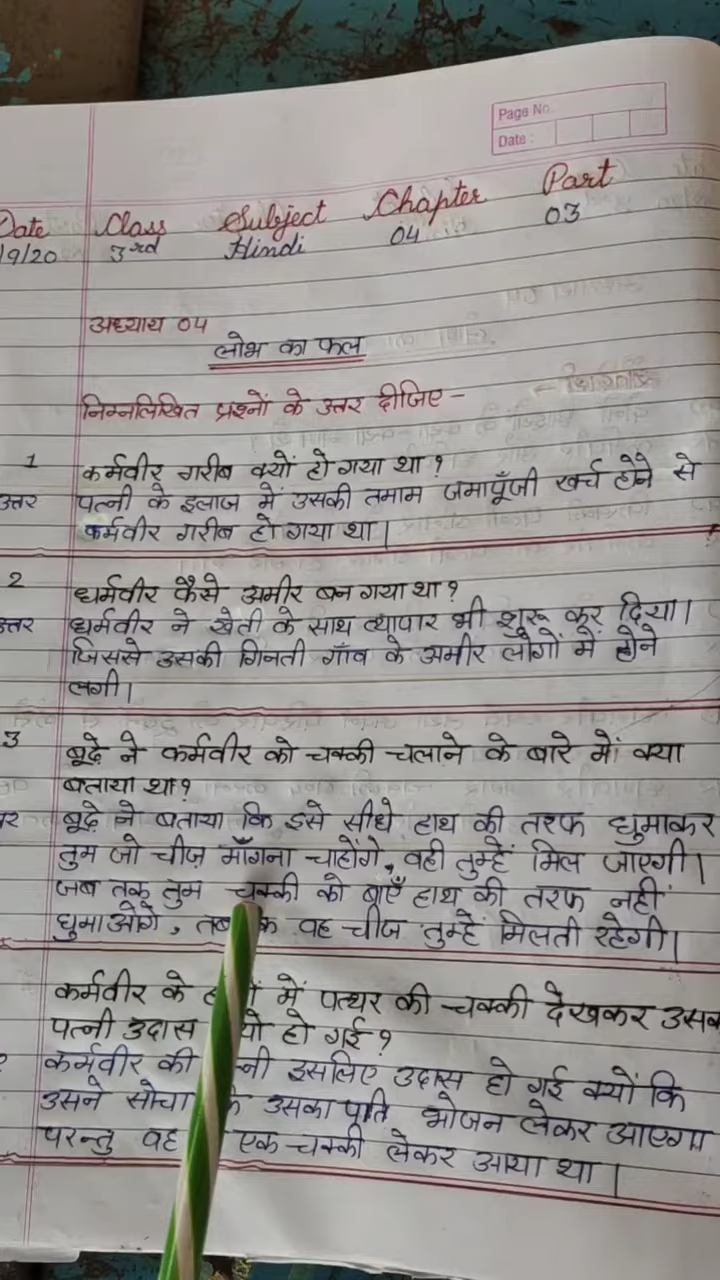 Page No.
Date :
Date Class Subject Chapter Part
/9/20 3rd Hindi 04 03
अध्याय 04
लोभ का फल
निम्नलिखित प्रश्नों के उत्तर दीजिए -
1 कर्मवीर गरीब क्यों हो गया था?
उत्तर पत्नी के इलाज में उसकी तमाम जमापूँजी खर्च होने से
कर्मवीर गरीब हो गया था।
2 धर्मवीर कैसे अमीर बन गया था?
उत्तर धर्मवीर ने खेती के साथ व्यापार भी शुरू कर दिया।
जिससे उसकी गिनती गाँव के अमीर लोगों में होने
लगी।
3 बूढ़े ने कर्मवीर को चक्की चलाने के बारे में क्या
बताया था?
बूढ़े ने बताया कि इसे सीधे हाथ की तरफ घुमाकर
तुम जो चीज़ माँगना चाहोगे, वही तुम्हें मिल जाएगी।
जब तक तुम चक्की को बाएँ हाथ की तरफ नहीं
घुमाओगे, वह चीज तुम्हें मिलती रहेगी।
कर्मवीर के में पत्थर की चक्की देखकर
पत्नी उदास हो गई?
कर्मवीर की इसलिए उदास हो गई क्योंकि
उसने सोचा उसका पति भोजन लेकर आएगा
परन्तु वह एक चक्की लेकर आया था।